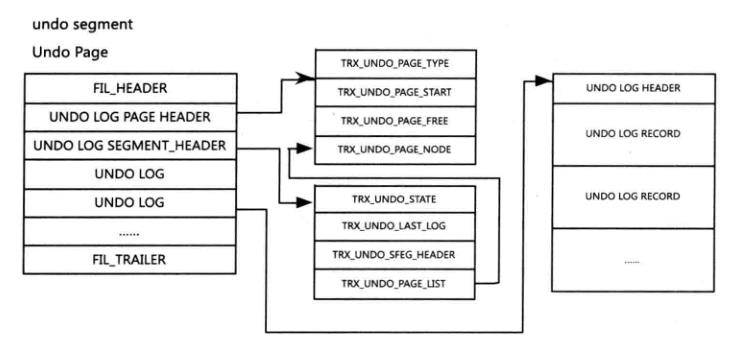 undo segment
Undo Page
FIL_HEADER
UNDO LOG PAGE HEADER
UNDO LOG SEGMENT_HEADER
UNDO LOG
UNDO LOG
......
FIL_TRAILER
TRX_UNDO_PAGE_TYPE
TRX_UNDO_PAGE_START
TRX_UNDO_PAGE_FREE
TRX_UNDO_PAGE_NODE
TRX_UNDO_STATE
TRX_UNDO_LAST_LOG
TRX_UNDO_SFEG_HEADER
TRX_UNDO_PAGE_LIST
UNDO LOG HEADER
UNDO LOG RECORD
UNDO LOG RECORD
......